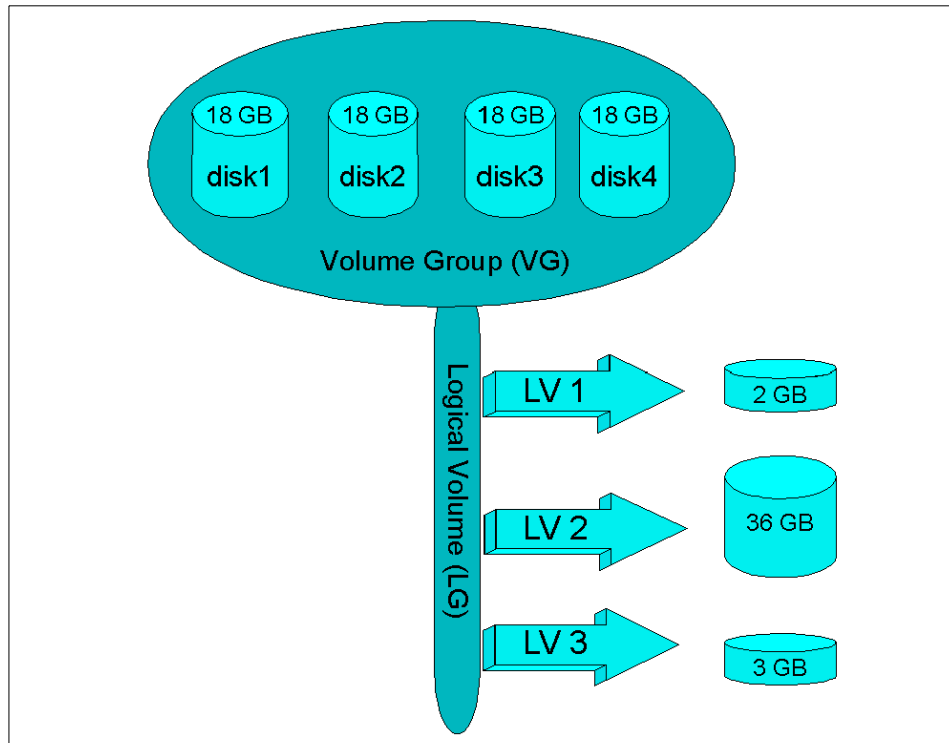 18 GB
18 GB
18 GB
18 GB
disk1
disk2
disk3
disk4
Volume Group (VG)
Logical Volume (LG)
LV 1
2 GB
LV 2
36 GB
LV 3
3 GB